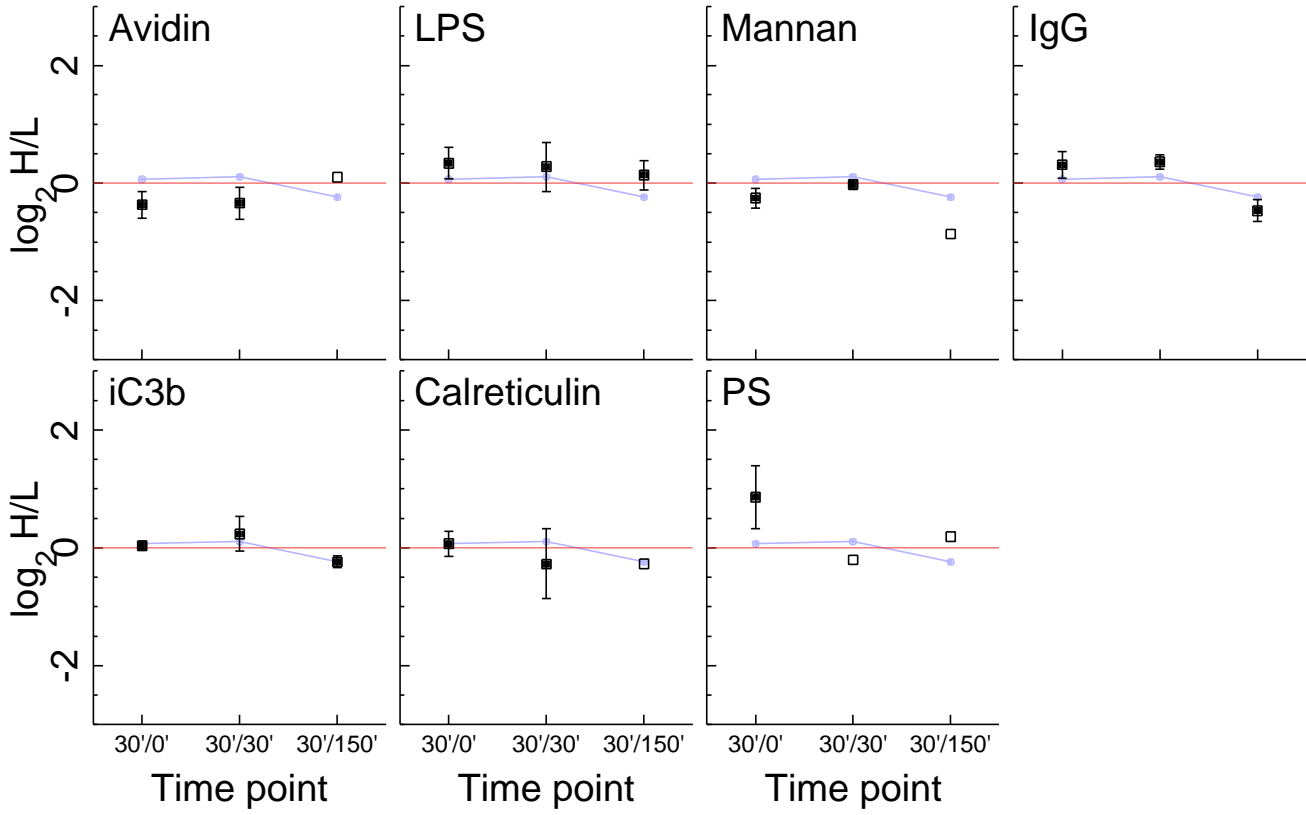 Avidin LPS Mannan IgG
log2 H/L
2
0
-2
iC3b Calreticulin PS
log2 H/L
2
0
-2
30'/0' 30'/30' 30'/150' 30'/0' 30'/30' 30'/150' 30'/0' 30'/30' 30'/150'
Time point Time point Time point